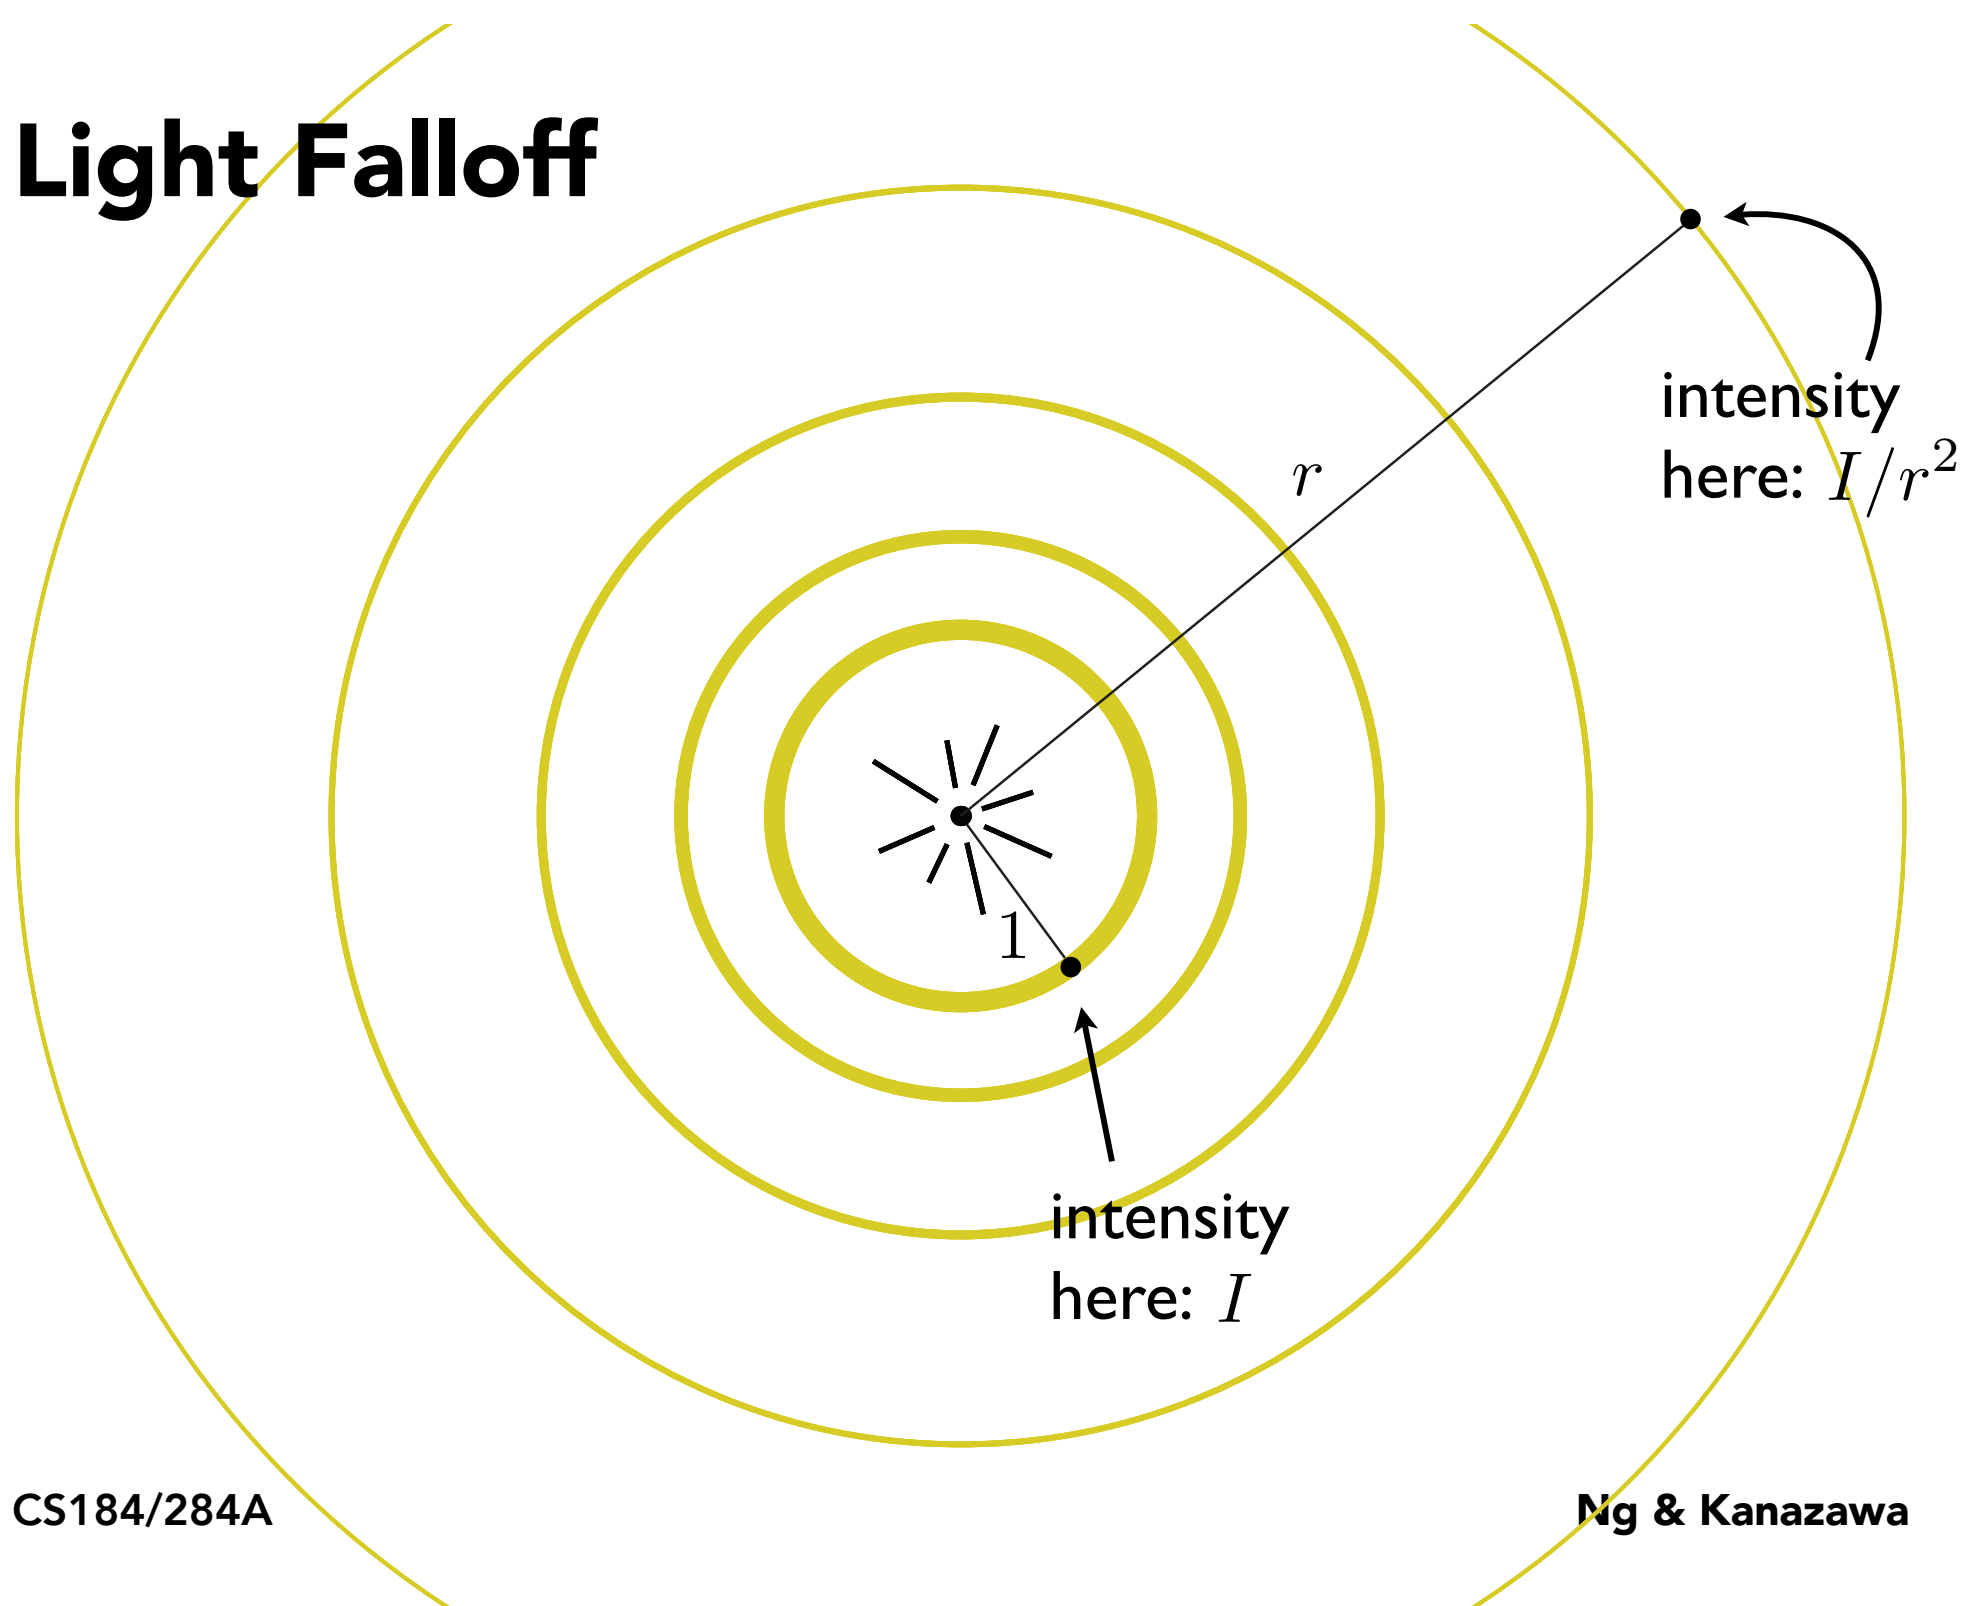 Light Falloff
intensity
here: I/r²
r
1
intensity
here: I
CS184/284A
Ng & Kanazawa